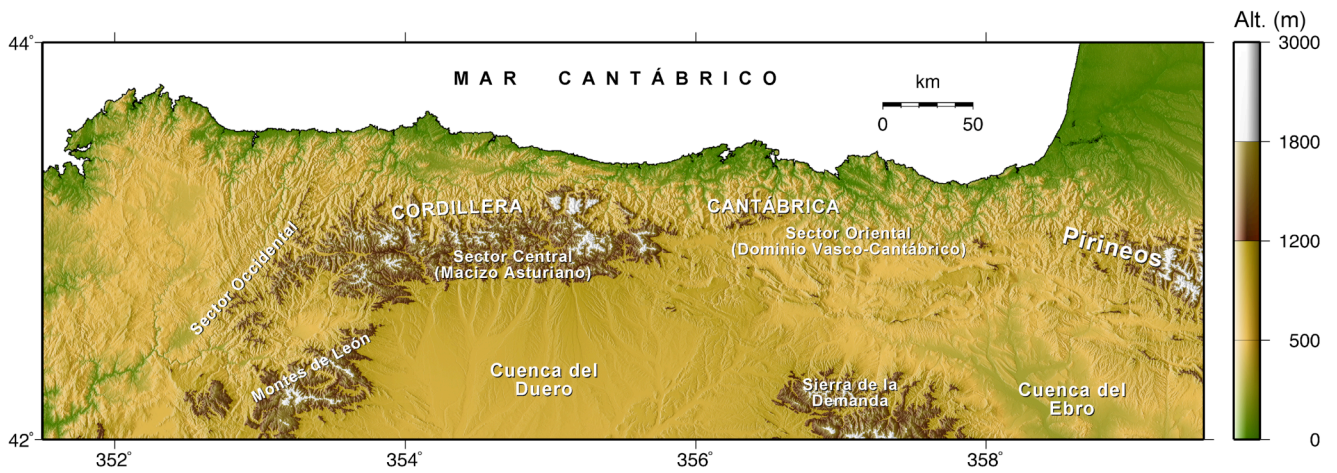 Alt. (m)
44°
MAR CANTÁBRICO
km
0 50
3000
1800
1200
500
0
CORDILLERA CANTÁBRICA
Sector Occidental
Sector Central
(Macizo Asturiano)
Sector Oriental
(Dominio Vasco-Cantábrico)
Pirineos
Montes de León
Cuenca del
Duero
Sierra de la
Demanda
Cuenca del
Ebro
42°
352° 354° 356° 358°